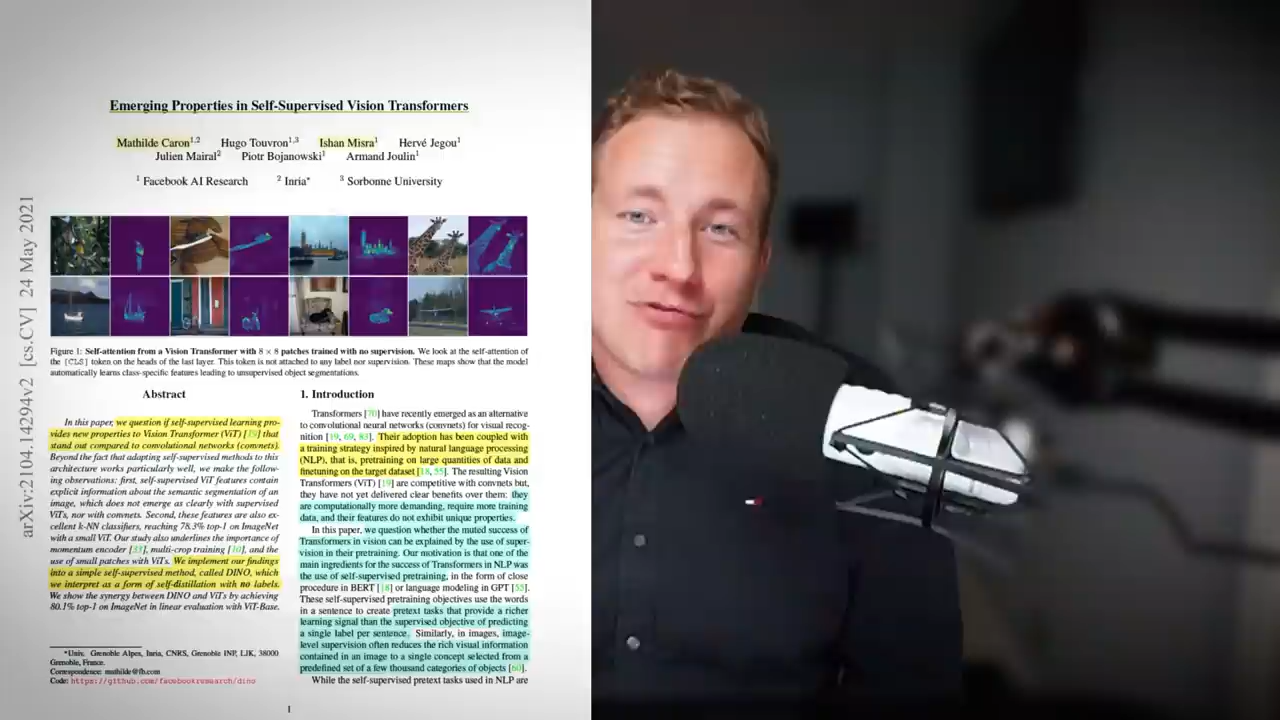 Emerging Properties in Self-Supervised Vision Transformers
Mathilde Caron1,2 Hugo Touvron1,3 Ishan Misra1 Hervé Jegou1
Julien Mairal2 Piotr Bojanowski1 Armand Joulin1
1 Facebook AI Research 2 Inria* 3 Sorbonne University
arXiv:2104.14294v2 [cs.CV] 24 May 2021
Figure 1: Self-attention from a Vision Transformer with 8 × 8 patches trained with no supervision. We look at the self-attention of
the [CLS] token on the heads of the last layer. This token is not attached to any label nor supervision. These maps show that the model
automatically learns class-specific features leading to unsupervised object segmentations.
Abstract
In this paper, we question if self-supervised learning pro-
vides new properties to Vision Transformer (ViT) [19] that
stand out compared to convolutional networks (convnets).
Beyond the fact that adapting self-supervised methods to this
architecture works particularly well, we make the follow-
ing observations: first, self-supervised ViT features contain
explicit information about the semantic segmentation of an
image, which does not emerge as clearly with supervised
ViTs, nor with convnets. Second, these features are also ex-
cellent k-NN classifiers, reaching 78.3% top-1 on ImageNet
with a small ViT. Our study also underlines the importance of
momentum encoder [33], multi-crop training [10], and the
use of small patches with ViTs. We implement our findings
into a simple self-supervised method, called DINO, which
we interpret as a form of self-distillation with no labels.
We show the synergy between DINO and ViTs by achieving
80.1% top-1 on ImageNet in linear evaluation with ViT-Base.
*Univ. Grenoble Alpes, Inria, CNRS, Grenoble INP, LJK, 38000
Grenoble, France.
Correspondence: mathilde@fb.com
Code: https://github.com/facebookresearch/dino
1. Introduction
Transformers [70] have recently emerged as an alternative
to convolutional neural networks (convnets) for visual recog-
nition [19, 69, 83]. Their adoption has been coupled with
a training strategy inspired by natural language processing
(NLP), that is, pretraining on large quantities of data and
finetuning on the target dataset [18, 55]. The resulting Vision
Transformers (ViT) [19] are competitive with convnets but,
they have not yet delivered clear benefits over them: they
are computationally more demanding, require more training
data, and their features do not exhibit unique properties.
In this paper, we question whether the muted success of
Transformers in vision can be explained by the use of super-
vision in their pretraining. Our motivation is that one of the
main ingredients for the success of Transformers in NLP was
the use of self-supervised pretraining, in the form of close
procedure in BERT [18] or language modeling in GPT [55].
These self-supervised pretraining objectives use the words
in a sentence to create pretext tasks that provide a richer
learning signal than the supervised objective of predicting
a single label per sentence. Similarly, in images, image-
level supervision often reduces the rich visual information
contained in an image to a single concept selected from a
predefined set of a few thousand categories of objects [60].
While the self-supervised pretext tasks used in NLP are
1